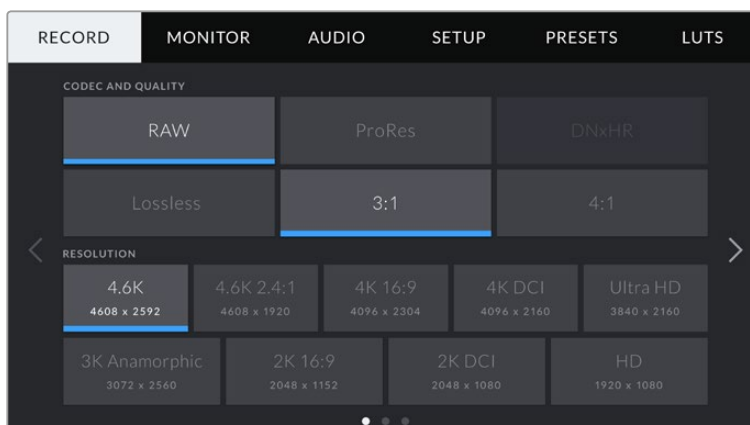 RECORD MONITOR AUDIO SETUP PRESETS LUTS
CODEC AND QUALITY
RAW ProRes DNxHR
Lossless 3:1 4:1
RESOLUTION
4.6K 4.6K 2.4:1 4K 16:9 4K DCI Ultra HD
4608 x 2592 4608 x 1920 4096 x 2304 4096 x 2160 3840 x 2160
3K Anamorphic 2K 16:9 2K DCI HD
3072 x 2560 2048 x 1152 2048 x 1080 1920 x 1080